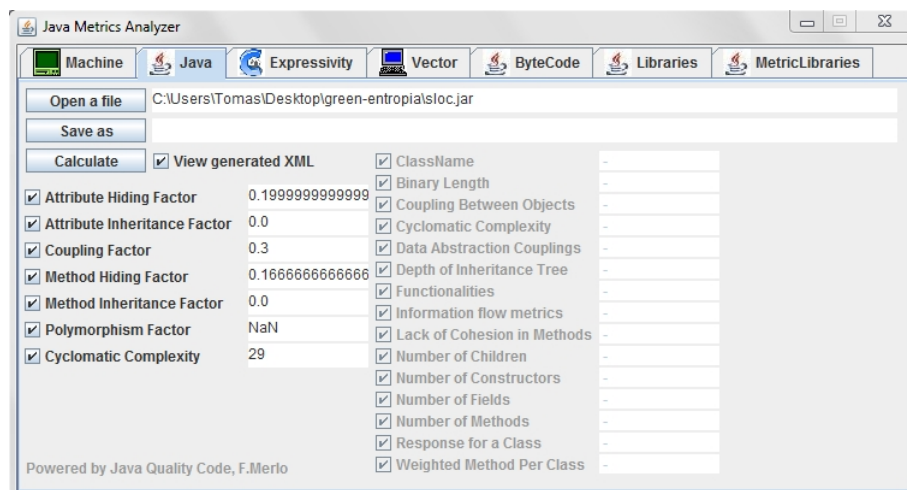 Java Metrics Analyzer
Machine Java Expressivity Vector ByteCode Libraries MetricLibraries
Open a file C:\Users\Tomas\Desktop\green-entropia\sloc.jar
Save as
Calculate View generated XML
Attribute Hiding Factor 0.1999999999999
Attribute Inheritance Factor 0.0
Coupling Factor 0.3
Method Hiding Factor 0.1666666666666
Method Inheritance Factor 0.0
Polymorphism Factor NaN
Cyclomatic Complexity 29
ClassName -
Binary Length -
Coupling Between Objects -
Cyclomatic Complexity -
Data Abstraction Couplings -
Depth of Inheritance Tree -
Functionalities -
Information flow metrics -
Lack of Cohesion in Methods -
Number of Children -
Number of Constructors -
Number of Fields -
Number of Methods -
Response for a Class -
Weighted Method Per Class -
Powered by Java Quality Code, F.Merlo